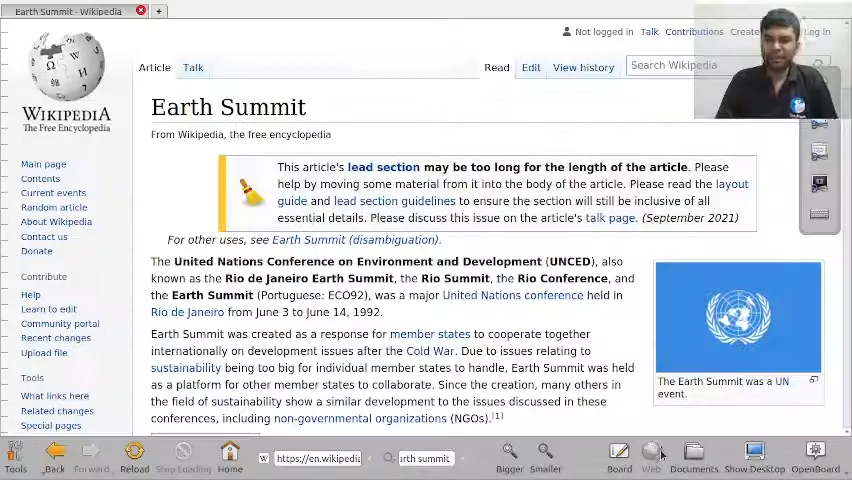 Earth Summit - Wikipedia
Not logged in Talk Contributions Log in
Article Talk Read Edit View history Search Wikipedia
WIKIPEDIA
The Free Encyclopedia
Earth Summit
From Wikipedia, the free encyclopedia
This article's lead section may be too long for the length of the article. Please
help by moving some material from it into the body of the article. Please read the layout
guide and lead section guidelines to ensure the section will still be inclusive of all
essential details. Please discuss this issue on the article's talk page. (September 2021)
For other uses, see Earth Summit (disambiguation).
The United Nations Conference on Environment and Development (UNCED), also
known as the Rio de Janeiro Earth Summit, the Rio Summit, the Rio Conference, and
the Earth Summit (Portuguese: ECO92), was a major United Nations conference held in
Rio de Janeiro from June 3 to June 14, 1992.
Earth Summit was created as a response for member states to cooperate together
internationally on development issues after the Cold War. Due to issues relating to
sustainability being too big for individual member states to handle, Earth Summit was held
as a platform for other member states to collaborate. Since the creation, many others in
the field of sustainability show a similar development to the issues discussed in these
conferences, including non-governmental organizations (NGOs).[1]
The Earth Summit was a UN
event.
Main page
Contents
Current events
Random article
About Wikipedia
Contact us
Donate
Contribute
Help
Learn to edit
Community portal
Recent changes
Upload file
Tools
What links here
Related changes
Special pages
Tools Back Forward Reload Stop Loading Home W https://en.wikipedia arth summit Bigger Smaller Board Web Documents Show Desktop OpenBoard